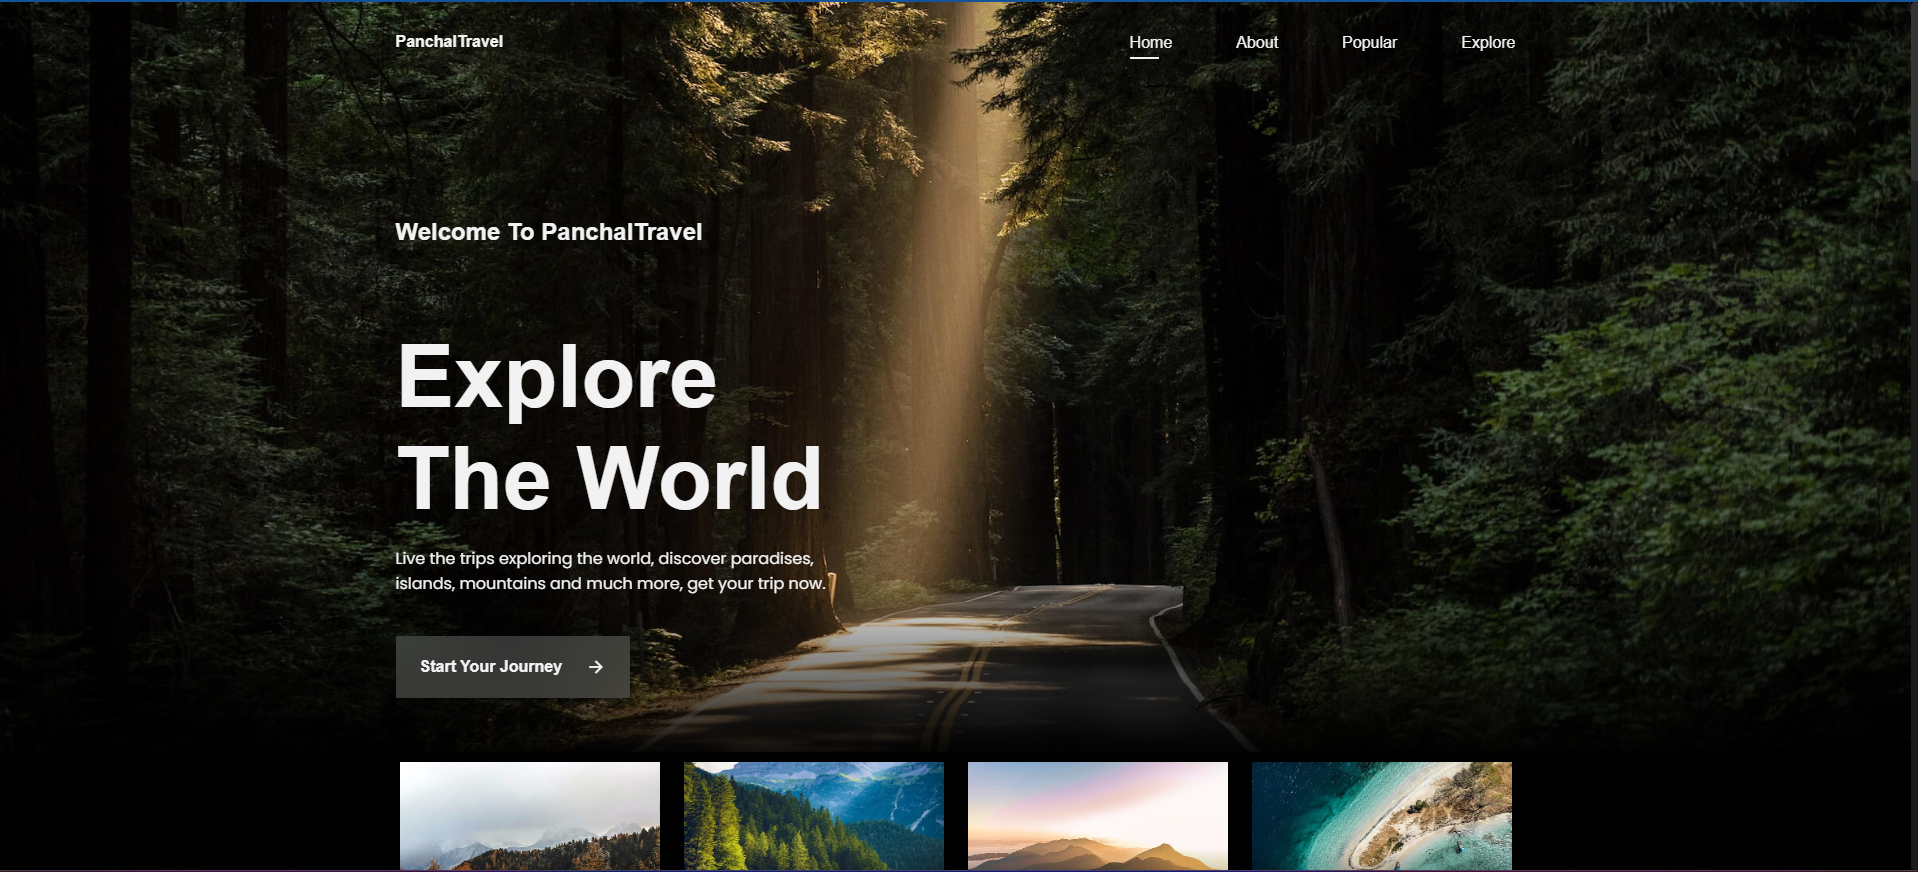 PanchalTravel
Home
About
Popular
Explore
Welcome To PanchalTravel
Explore
The World
Live the trips exploring the world, discover paradises,
islands, mountains and much more, get your trip now.
Start Your Journey